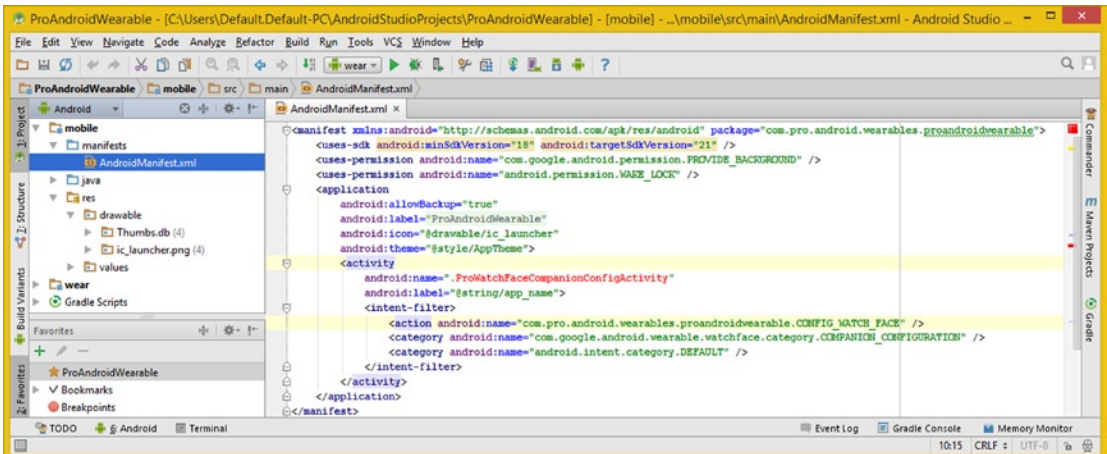 ProAndroidWearable - [C:\Users\Default.Default-PC\AndroidStudioProjects\ProAndroidWearable] - [mobile] - ...\mobile\src\main\AndroidManifest.xml - Android Studio ...
File Edit View Navigate Code Analyze Refactor Build Run Tools VCS Window Help
wear
ProAndroidWearable mobile src main AndroidManifest.xml
1: Project
7: Structure
Build Variants
2: Favorites
Android
mobile
manifests
AndroidManifest.xml
java
res
drawable
Thumbs.db (4)
ic_launcher.png (4)
values
wear
Gradle Scripts
Favorites
ProAndroidWearable
Bookmarks
Breakpoints
AndroidManifest.xml
<manifest xmlns:android="http://schemas.android.com/apk/res/android" package="com.pro.android.wearables.proandroidwearable">
<uses-sdk android:minSdkVersion="18" android:targetSdkVersion="21" />
<uses-permission android:name="com.google.android.permission.PROVIDE_BACKGROUND" />
<uses-permission android:name="android.permission.WAKE_LOCK" />
<application
android:allowBackup="true"
android:label="ProAndroidWearable"
android:icon="@drawable/ic_launcher"
android:theme="@style/AppTheme">
<activity
android:name=".ProWatchFaceCompanionConfigActivity"
android:label="@string/app_name">
<intent-filter>
<action android:name="com.pro.android.wearables.proandroidwearable.CONFIG_WATCH_FACE" />
<category android:name="com.google.android.wearable.watchface.category.COMPANION_CONFIGURATION" />
<category android:name="android.intent.category.DEFAULT" />
</intent-filter>
</activity>
</application>
</manifest>
Commander
Maven Projects
Gradle
TODO 6: Android Terminal Event Log Gradle Console Memory Monitor
10:15 CRLF UTF-8